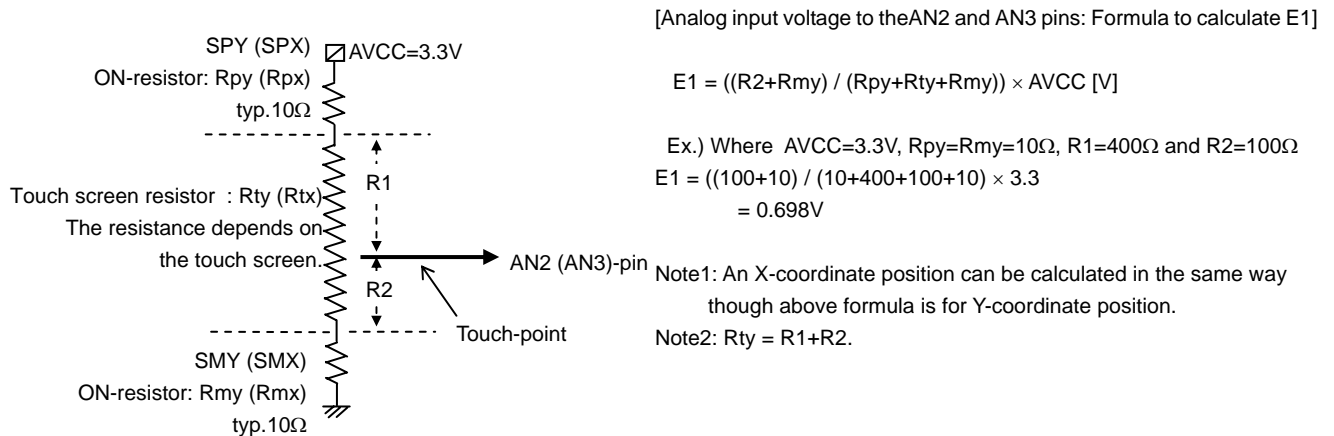 SPY (SPX)
AVCC=3.3V
ON-resistor: Rpy (Rpx)
typ.10Ω
R1
Touch screen resistor : Rty (Rtx)
The resistance depends on
the touch screen.
AN2 (AN3)-pin
R2
Touch-point
SMY (SMX)
ON-resistor: Rmy (Rmx)
typ.10Ω
[Analog input voltage to theAN2 and AN3 pins: Formula to calculate E1]
E1 = ((R2+Rmy) / (Rpy+Rty+Rmy)) × AVCC [V]
Ex.) Where AVCC=3.3V, Rpy=Rmy=10Ω, R1=400Ω and R2=100Ω
E1 = ((100+10) / (10+400+100+10) × 3.3
= 0.698V
Note1: An X-coordinate position can be calculated in the same way
though above formula is for Y-coordinate position.
Note2: Rty = R1+R2.